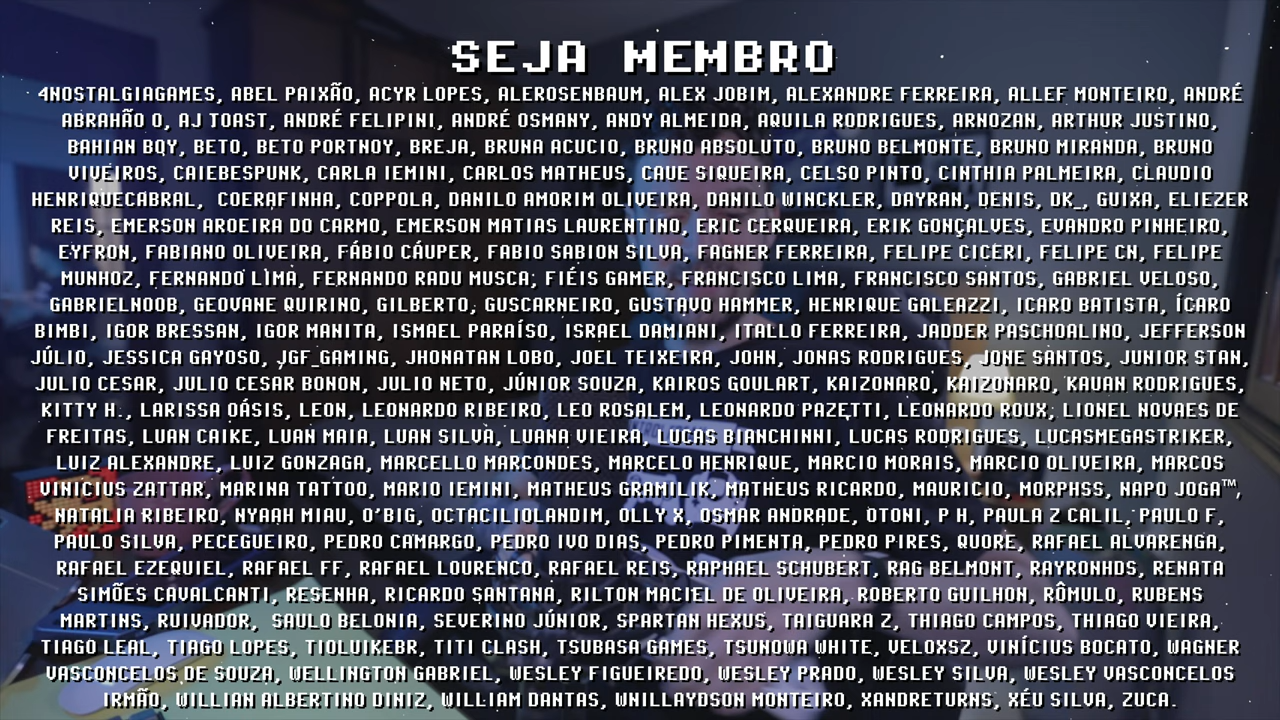 SEJA MEMBRO
4NOSTALGIAGAMES, ABEL PAIXÃO, ACYR LOPES, ALEROSENBAUM, ALEX JOBIM, ALEXANDRE FERREIRA, ALLEF MONTEIRO, ANDRÉ
ABRAHÃO O, AJ TOAST, ANDRÉ FELIPINI, ANDRÉ OSMANY, ANDY ALMEIDA, AQUILA RODRIGUES, ARNOZAN, ARTHUR JUSTINO,
BAHIAN BQY, BETO, BETO PORTNOY, BREJA, BRUNA ACUCIO, BRUNO ABSOLUTO, BRUNO BELMONTE, BRUNO MIRANDA, BRUNO
VIVEIROS, CAIEBESPUNK, CARLA IEMINI, CARLOS MATHEUS, CAVE SIQUEIRA, CELSO PINTO, CINTHIA PALMEIRA, CLAUDIO
HENRIQUECABRAL, COERAFINHA, COPPOLA, DANILO AMORIM OLIVEIRA, DANILO WINCKLER, DAYRAN, DENIS, DK_, GUIXA, ELIEZER
REIS, EMERSON AROEIRA DO CARMO, EMERSON MATIAS LAURENTINO, ERIC CERQUEIRA, ERIK GONÇALVES, EVANDRO PINHEIRO,
EYFRON, FABIANO OLIVEIRA, FÁBIO CÁUPER, FABIO SABION SILVA, FAGNER FERREIRA, FELIPE CICERI, FELIPE CN, FELIPE
MUNHOZ, FERNANDO LIMA, FERNANDO RADU MUSCA, FIÉIS GAMER, FRANCISCO LIMA, FRANCISCO SANTOS, GABRIEL VELOSO,
GABRIELNOOB, GEOVANE QUIRINO, GILBERTO, GUSCARNEIRO, GUSTAVO HAMMER, HENRIQUE GALEAZZI, ICARO BATISTA, ÍCARO
BIMBI, IGOR BRESSAN, IGOR MANITA, ISMAEL PARAÍSO, ISRAEL DAMIANI, ITALLO FERREIRA, JADDER PASCHOALINO, JEFFERSON
JÚLIO, JESSICA GAYOSO, JGF_GAMING, JHONATAN LOBO, JOEL TEIXEIRA, JOHN, JONAS RODRIGUES, JONE SANTOS, JUNIOR STAN,
JULIO CESAR, JULIO CESAR BONON, JULIO NETO, JÚNIOR SOUZA, KAIROS GOULART, KAIZONARO, KAIZONARO, KAUAN RODRIGUES,
KITTY H., LARISSA OÁSIS, LEON, LEONARDO RIBEIRO, LEO ROSALEM, LEONARDO PAZETTI, LEONARDO ROUX, LIONEL NOVAES DE
FREITAS, LUAN CAIKE, LUAN MAIA, LUAN SILVA, LUANA VIEIRA, LUCAS BIANCHINNI, LUCAS RODRIGUES, LUCASMEGASTRIKER,
LUIZ ALEXANDRE, LUIZ GONZAGA, MARCELLO MARCONDES, MARCELO HENRIQUE, MARCIO MORAIS, MARCIO OLIVEIRA, MARCOS
VINICIUS ZATTAR, MARINA TATTOO, MARIO IEMINI, MATHEUS GRAMILIK, MATHEUS RICARDO, MAURICIO, MORPHSS, NAPO JOGA™,
NATALIA RIBEIRO, NYAAH MIAU, O'BIG, OCTACILIOLANDIM, OLLY X, OSMAR ANDRADE, OTONI, P H, PAULA Z CALIL, PAULO F,
PAULO SILVA, PECEGUEIRO, PEDRO CAMARGO, PEDRO IVO DIAS, PEDRO PIMENTA, PEDRO PIRES, QUORE, RAFAEL ALVARENGA,
RAFAEL EZEQUIEL, RAFAEL FF, RAFAEL LOURENCO, RAFAEL REIS, RAPHAEL SCHUBERT, RAG BELMONT, RAYRONHDS, RENATA
SIMÕES CAVALCANTI, RESENHA, RICARDO SANTANA, RILTON MACIEL DE OLIVEIRA, ROBERTO GUILHON, RÔMULO, RUBENS
MARTINS, RUIVADOR, SAULO BELONIA, SEVERINO JÚNIOR, SPARTAN HEXUS, TAIGUARA Z, THIAGO CAMPOS, THIAGO VIEIRA,
TIAGO LEAL, TIAGO LOPES, TIOLUIKEBR, TITI CLASH, TSUBASA GAMES, TSUNOWA WHITE, VELOXSZ, VINÍCIUS BOCATO, WAGNER
VASCONCELOS DE SOUZA, WELLINGTON GABRIEL, WESLEY FIGUEIREDO, WESLEY PRADO, WESLEY SILVA, WESLEY VASCONCELOS
IRMÃO, WILLIAN ALBERTINO DINIZ, WILLIAM DANTAS, WNILLAYDSON MONTEIRO, XANDRETURNS, XÉU SILVA, ZUCA.